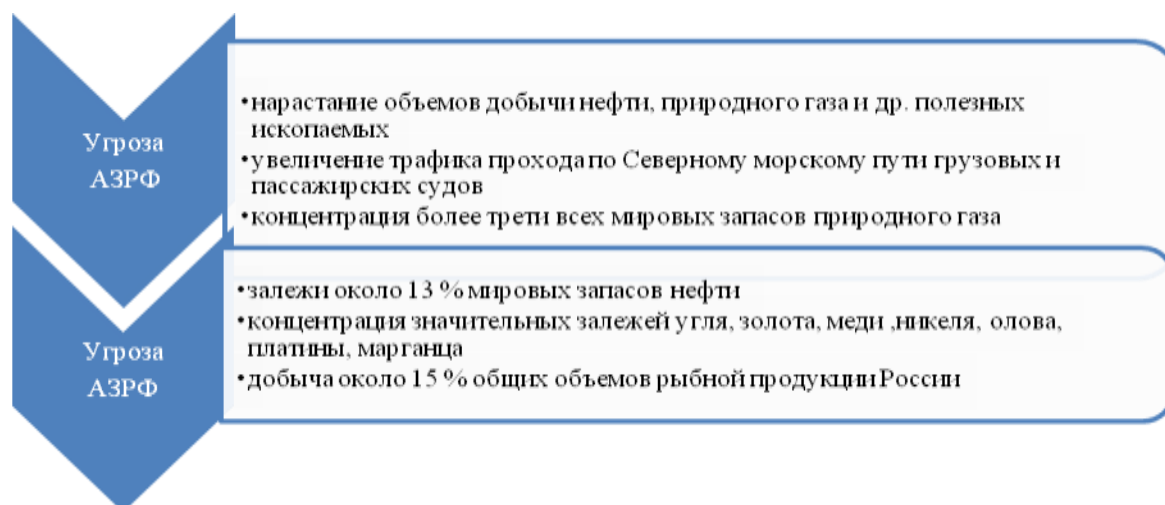 Угроза
АЗРФ
•нарастание объемов добычи нефти, природного газа и др. полезных
ископаемых
•увеличение трафика прохода по Северному морскому пути грузовых и
пассажирских судов
•концентрация более трети всех мировых запасов природного газа
Угроза
АЗРФ
•залежи около 13 % мировых запасов нефти
•концентрация значительных залежей угля, золота, меди ,никеля, олова,
платины, марганца
•добыча около 15 % общих объемов рыбной продукции России